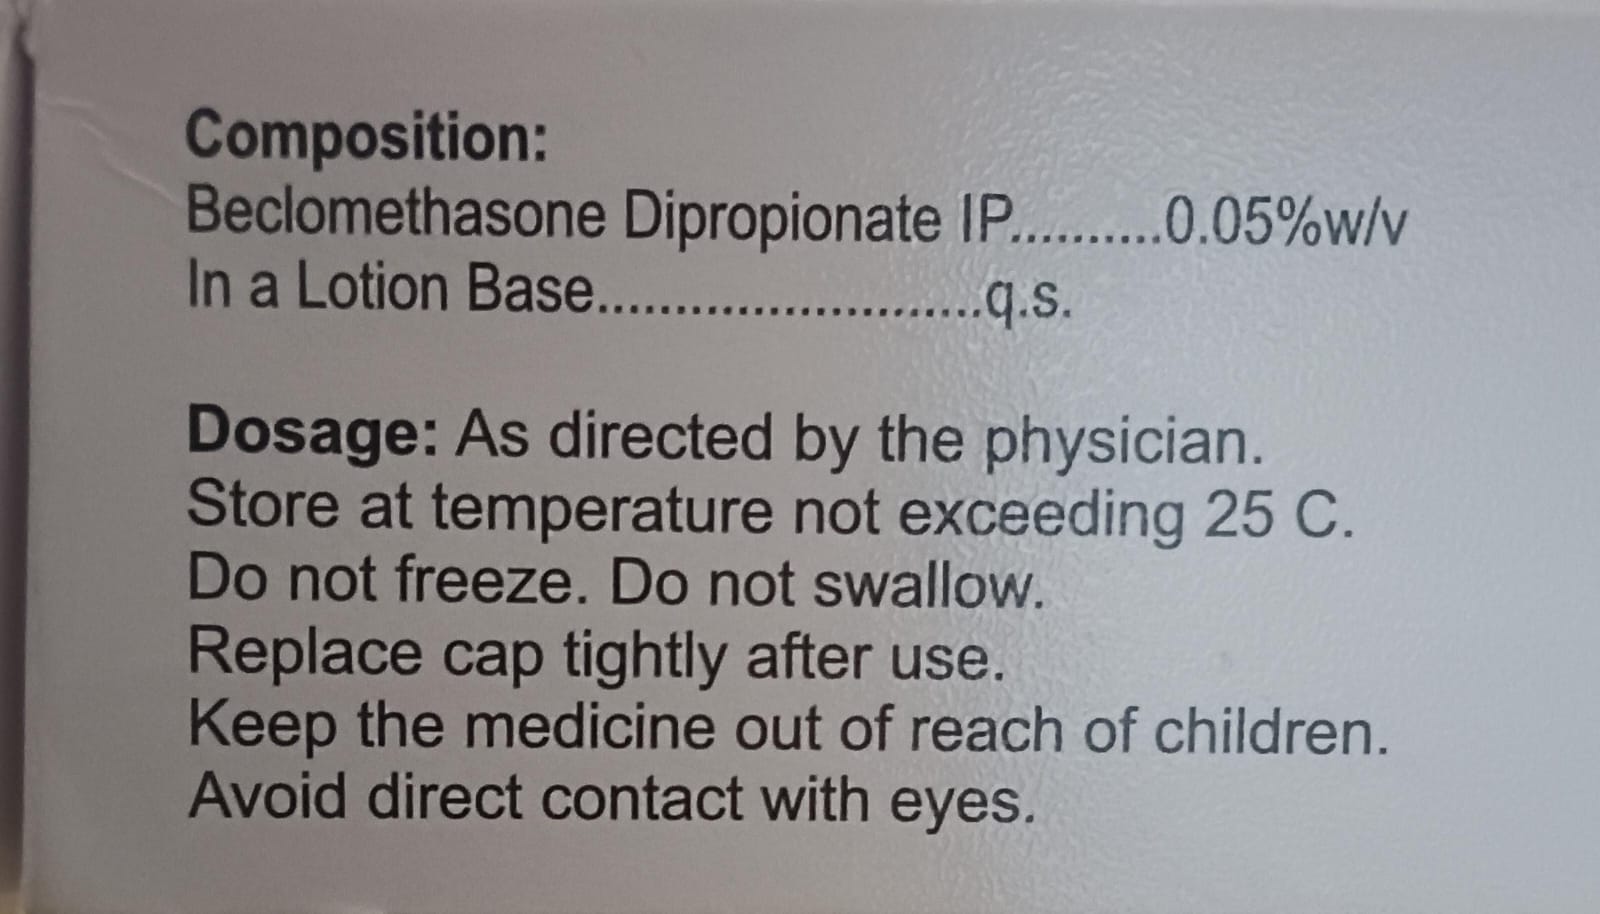 Composition:
Beclomethasone Dipropionate IP..........0.05%w/v
In a Lotion Base.........................q.s.
Dosage: As directed by the physician.
Store at temperature not exceeding 25 C.
Do not freeze. Do not swallow.
Replace cap tightly after use.
Keep the medicine out of reach of children.
Avoid direct contact with eyes.